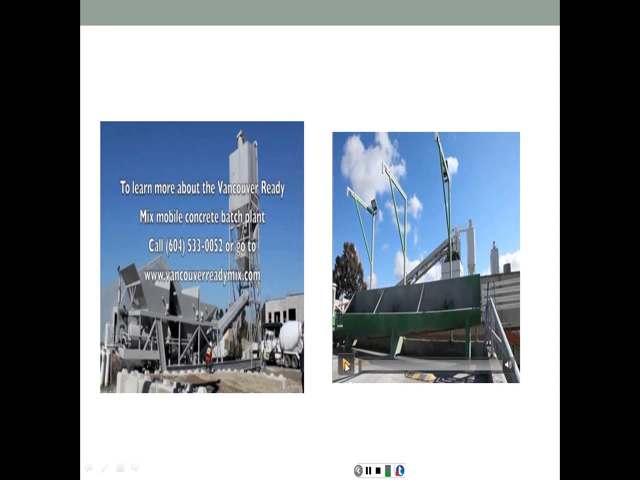 To learn more about the Vancouver Ready
Mix mobile concrete batch plant
Call (604) 533-0052 or go to
www.vancouverreadymix.com